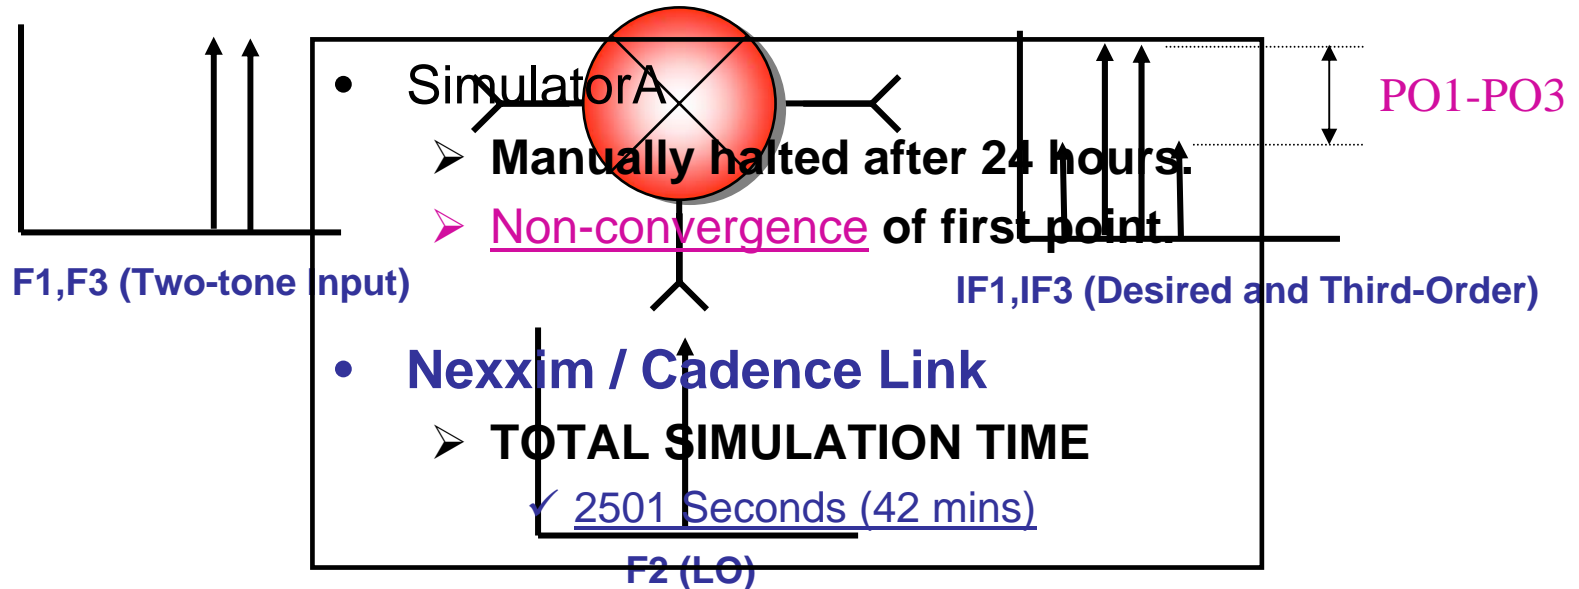 • SimulatorA
➢ Manually halted after 24 hours.
➢ Non-convergence of first point.
• Nexxim / Cadence Link
➢ TOTAL SIMULATION TIME
✓ 2501 Seconds (42 mins)
F1,F3 (Two-tone Input)
F2 (LO)
PO1-PO3
IF1,IF3 (Desired and Third-Order)